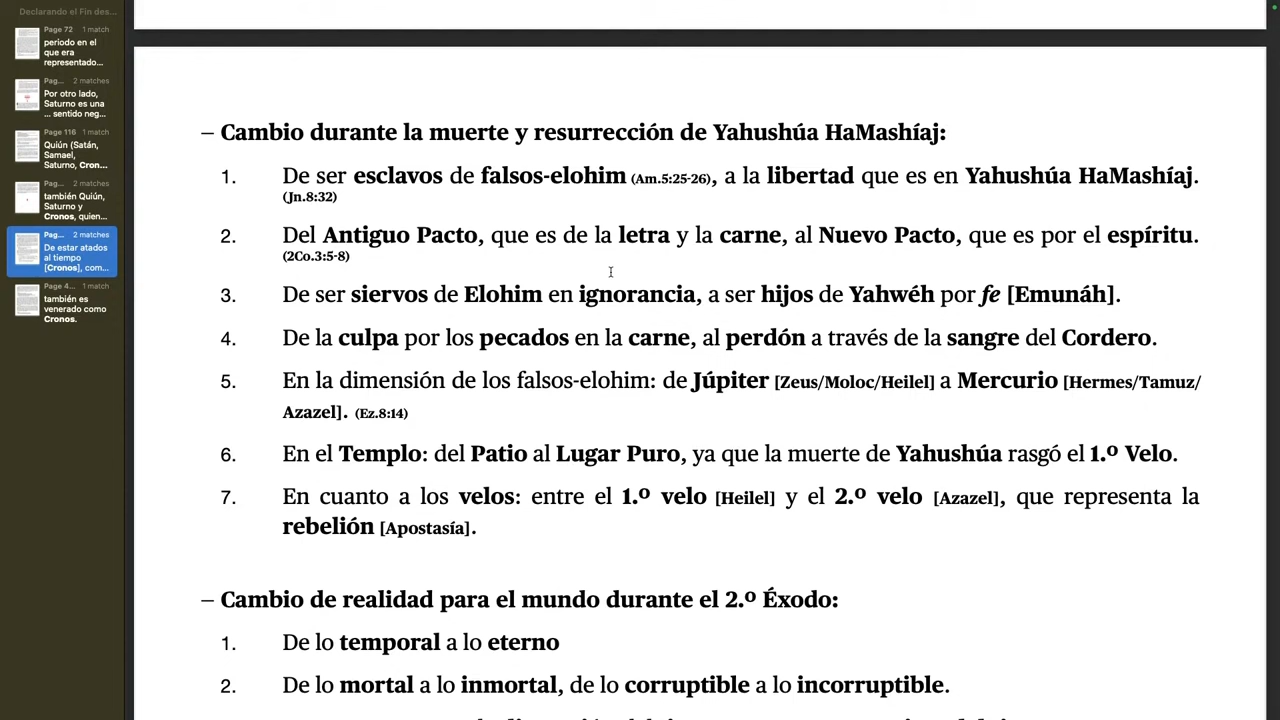 Declarando el Fin des...
Page 72 1 match
periodo en el
que era
representado...
Pag... 2 matches
Por otro lado,
Saturno es una
... sentido neg...
Page 116 1 match
Quiún (Satán,
Samael,
Saturno, Cron...
Pag... 2 matches
también Quiún,
Saturno y
Cronos, quien...
Pag... 2 matches
De estar atados
al tiempo
[Cronos], com...
Page 4... 1 match
también es
venerado como
Cronos.
– Cambio durante la muerte y resurrección de Yahushúa HaMashíaj:
1. De ser esclavos de falsos-elohim (Am.5:25-26), a la libertad que es en Yahushúa HaMashíaj.
(Jn.8:32)
2. Del Antiguo Pacto, que es de la letra y la carne, al Nuevo Pacto, que es por el espíritu.
(2Co.3:5-8)
3. De ser siervos de Elohim en ignorancia, a ser hijos de Yahwéh por fe [Emunáh].
4. De la culpa por los pecados en la carne, al perdón a través de la sangre del Cordero.
5. En la dimensión de los falsos-elohim: de Júpiter [Zeus/Moloc/Heilel] a Mercurio [Hermes/Tamuz/
Azazel]. (Ez.8:14)
6. En el Templo: del Patio al Lugar Puro, ya que la muerte de Yahushúa rasgó el 1.º Velo.
7. En cuanto a los velos: entre el 1.º velo [Heilel] y el 2.º velo [Azazel], que representa la
rebelión [Apostasía].
– Cambio de realidad para el mundo durante el 2.º Éxodo:
1. De lo temporal a lo eterno
2. De lo mortal a lo inmortal, de lo corruptible a lo incorruptible.